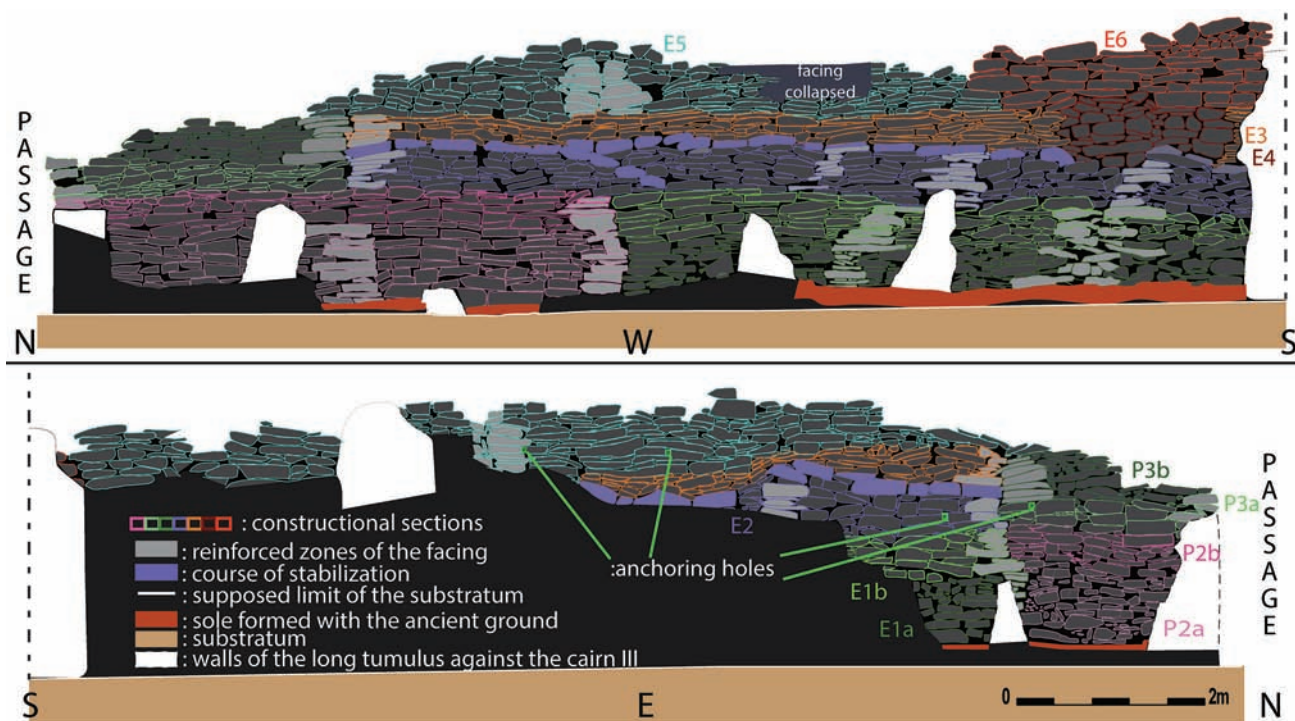 E5
E6
facing
collapsed
PASSAGE
E3
E4
N
W
S
P3b
P3a
PASSAGE
: constructional sections
: reinforced zones of the facing
E2
: course of stabilization
:anchoring holes
P2b
: supposed limit of the substratum
E1b
: sole formed with the ancient ground
E1a
P2a
: substratum
: walls of the long tumulus against the cairn III
S
E
0
2m
N